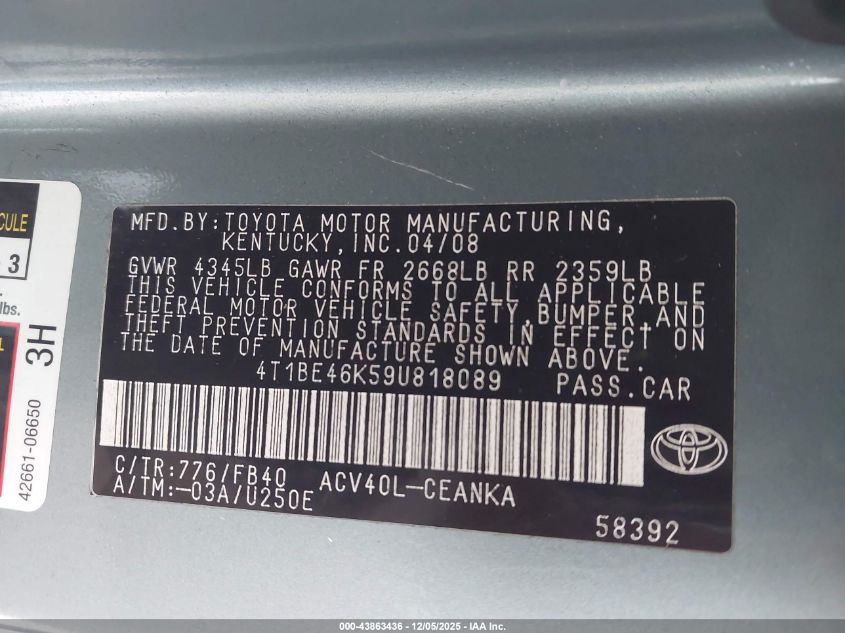 CULE
3
lbs.
L
3H
42661-06650
MFD.BY:TOYOTA MOTOR MANUFACTURING,
KENTUCKY,INC.04/08
GVWR 4345LB GAWR FR 2668LB RR 2359LB
THIS VEHICLE CONFORMS TO ALL APPLICABLE
FEDERAL MOTOR VEHICLE SAFETY,BUMPER,AND
THEFT PREVENTION STANDARDS IN EFFECT ON
THE DATE OF MANUFACTURE SHOWN ABOVE.
4T1BE46K59U818089 PASS.CAR
C/TR:776/FB40 ACV40L-CEANKA
A/TM:-03A/U250E
58392
000-43863436 - 12/05/2025 - IAA Inc.